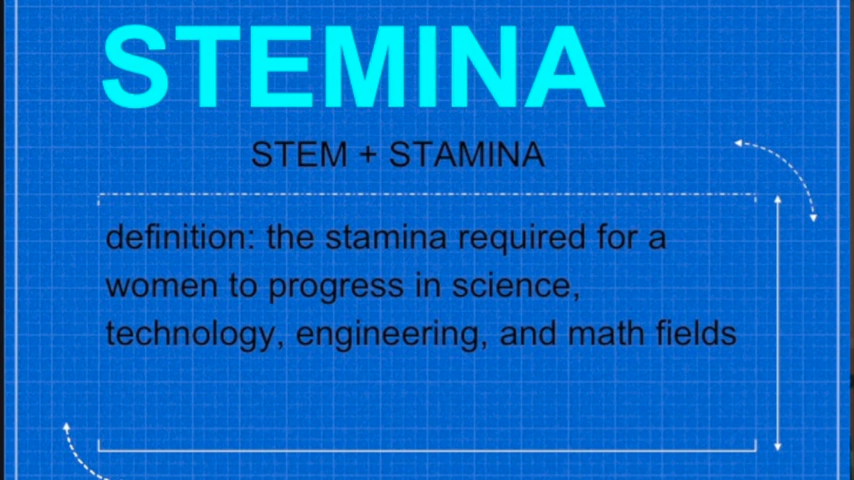 STEMINA
STEM + STAMINA
definition: the stamina required for a
women to progress in science,
technology, engineering, and math fields